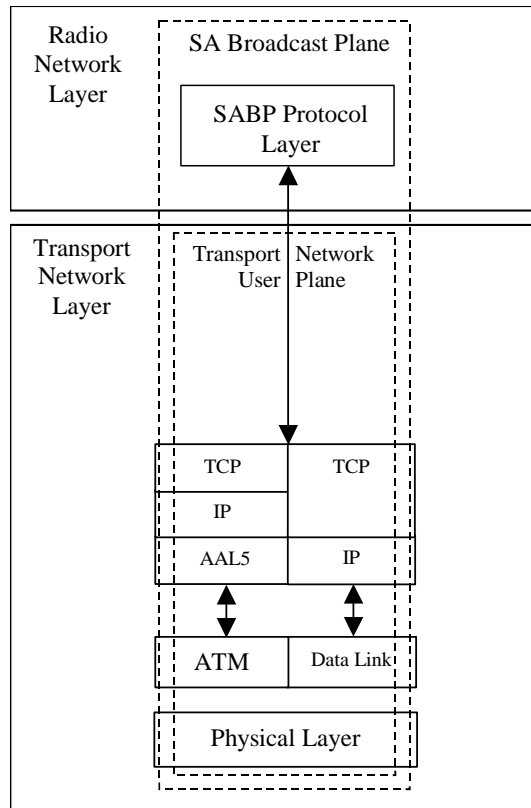 Radio
Network
Layer
SA Broadcast Plane
SABP Protocol
Layer
Transport
Network
Layer
Transport Network
User Plane
TCP TCP
IP
AAL5 IP
ATM Data Link
Physical Layer